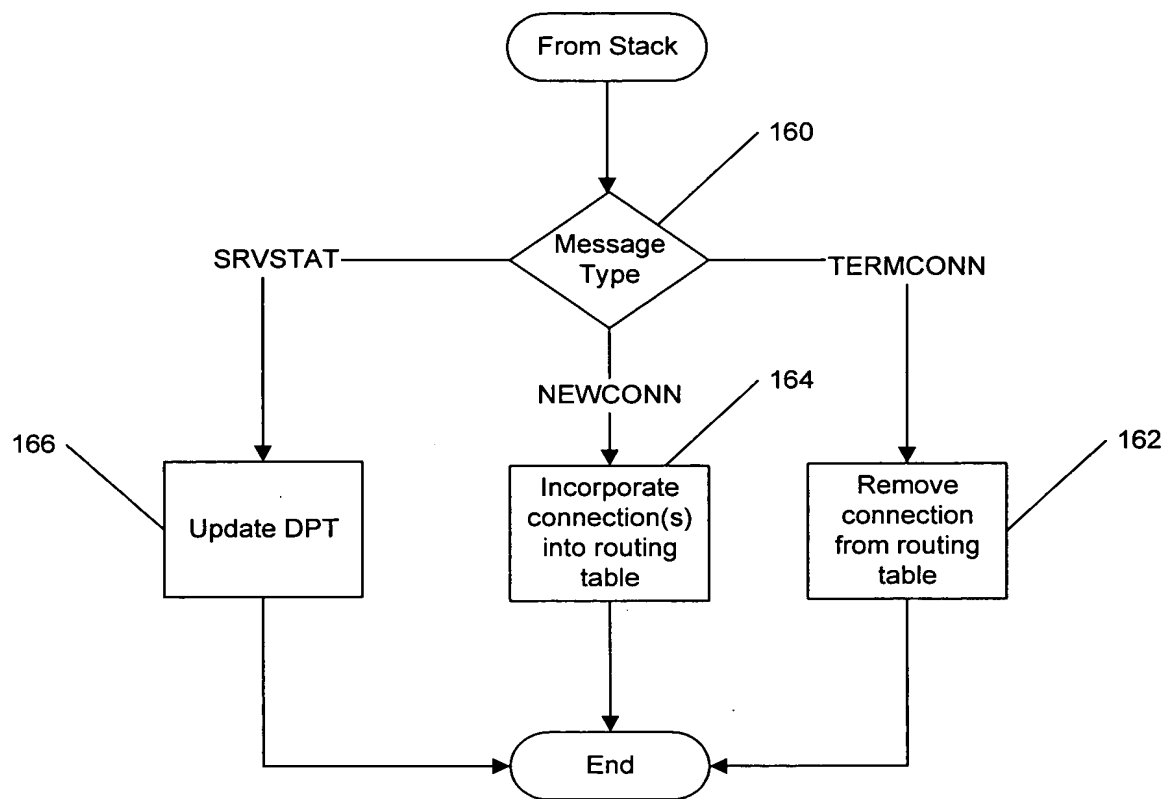 From Stack
160
Message
Type
SRVSTAT
TERMCONN
NEWCONN
164
166
162
Update DPT
Incorporate
connection(s)
into routing
table
Remove
connection
from routing
table
End